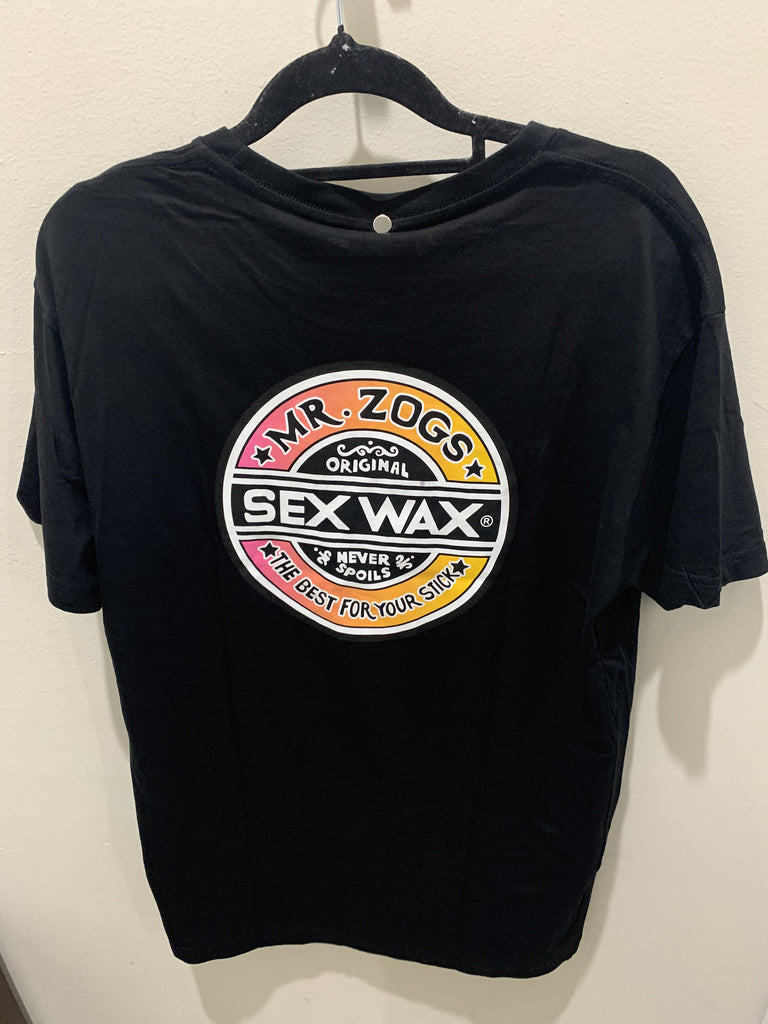 MR. ZOGS
ORIGINAL
SEX WAX®
NEVER
SPOILS
THE BEST FOR YOUR STICK